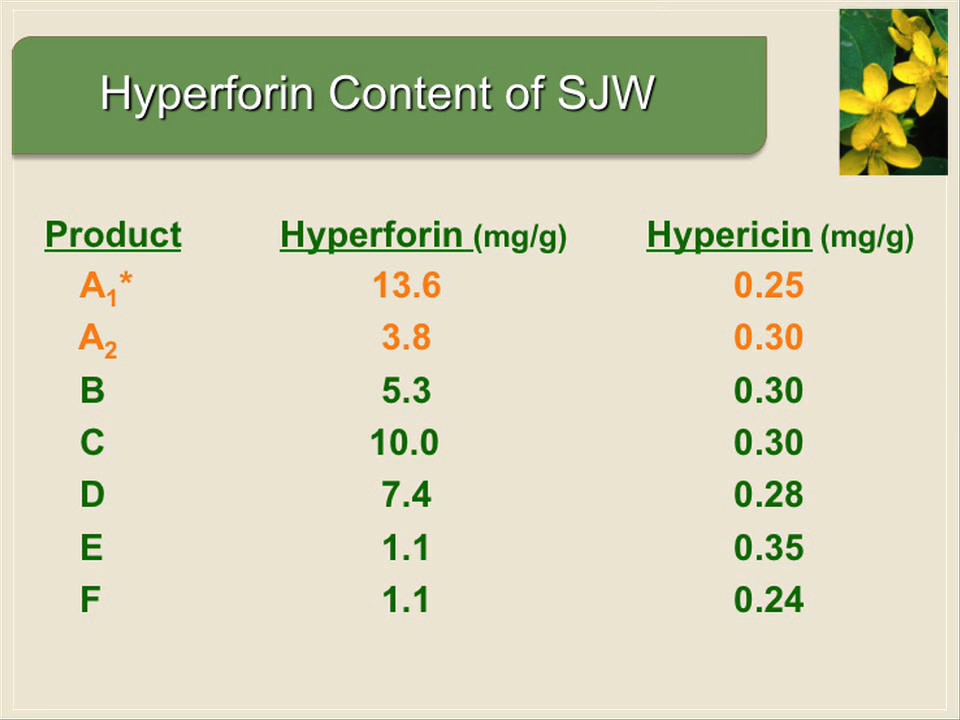 Hyperforin Content of SJW
Product Hyperforin (mg/g) Hypericin (mg/g)
A₁* 13.6 0.25
A₂ 3.8 0.30
B 5.3 0.30
C 10.0 0.30
D 7.4 0.28
E 1.1 0.35
F 1.1 0.24